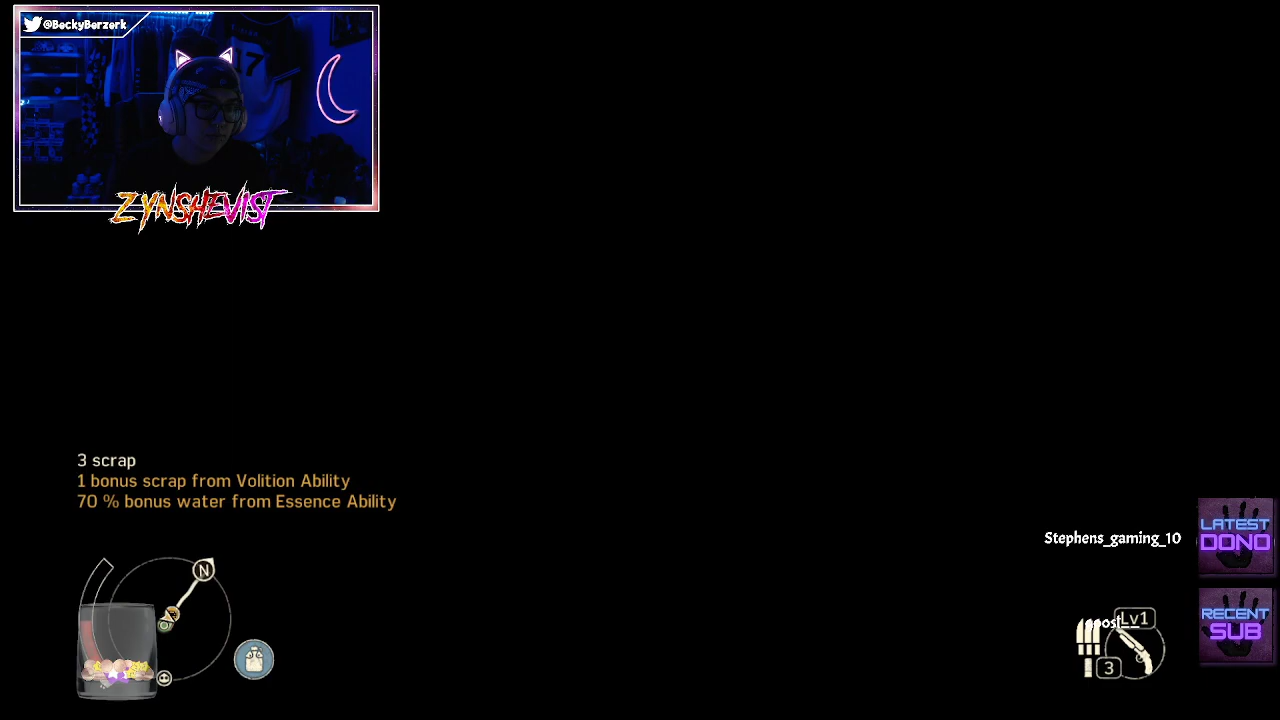 @BeckyBerzerk
17
ZYNSHEVIST
3 scrap
1 bonus scrap from Volition Ability
70 % bonus water from Essence Ability
N
Stephens_gaming_10
LATEST
DONO
RECENT
SUB
Lv1
3